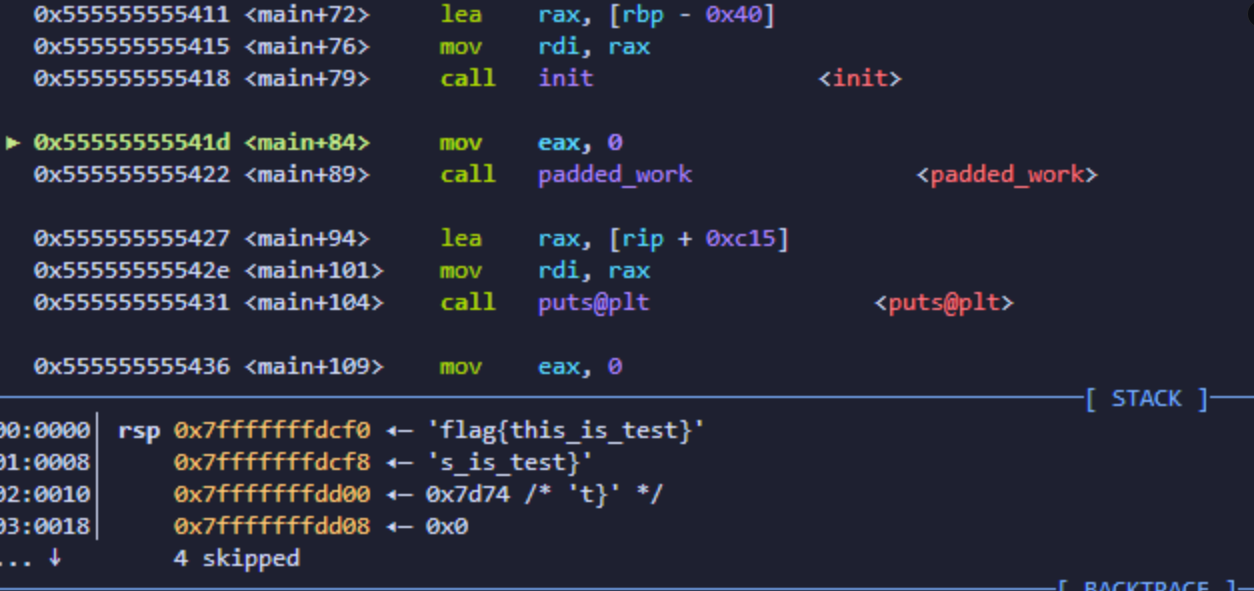 0x555555555411 <main+72> lea rax, [rbp - 0x40]
0x555555555415 <main+76> mov rdi, rax
0x555555555418 <main+79> call init <init>
► 0x55555555541d <main+84> mov eax, 0
0x555555555422 <main+89> call padded_work <padded_work>
0x555555555427 <main+94> lea rax, [rip + 0xc15]
0x55555555542e <main+101> mov rdi, rax
0x555555555431 <main+104> call puts@plt <puts@plt>
0x555555555436 <main+109> mov eax, 0
[ STACK ]
00:0000│ rsp 0x7fffffffdcf0 ◂— 'flag{this_is_test}'
01:0008│ 0x7fffffffdcf8 ◂— 's_is_test}'
02:0010│ 0x7fffffffdd00 ◂— 0x7d74 /* 't}' */
03:0018│ 0x7fffffffdd08 ◂— 0x0
... ↓ 4 skipped
[ BACKTRACE ]